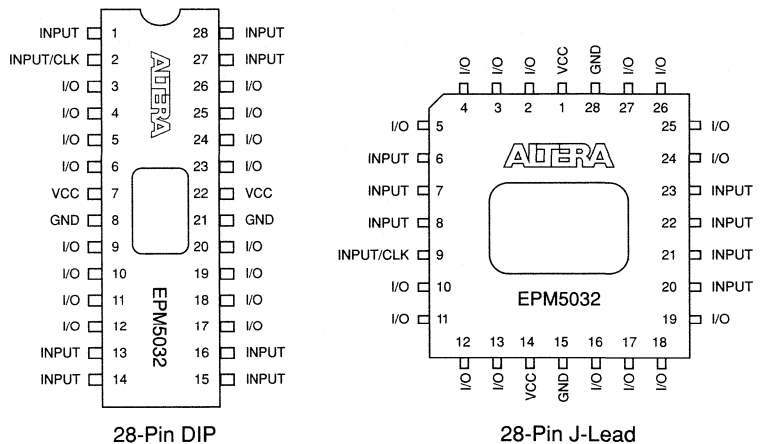 INPUT 1 28 INPUT
INPUT/CLK 2 27 INPUT
I/O 3 26 I/O
I/O 4 25 I/O
I/O 5 24 I/O
I/O 6 23 I/O
VCC 7 22 VCC
GND 8 21 GND
I/O 9 20 I/O
I/O 10 19 I/O
I/O 11 18 I/O
I/O 12 17 I/O
INPUT 13 16 INPUT
INPUT 14 15 INPUT
ALTERA
EPM5032
28-Pin DIP
I/O I/O I/O VCC GND I/O I/O
4 3 2 1 28 27 26
I/O 5 25 I/O
INPUT 6 24 I/O
INPUT 7 23 INPUT
INPUT 8 22 INPUT
INPUT/CLK 9 21 INPUT
I/O 10 20 INPUT
I/O 11 19 I/O
ALTERA
EPM5032
12 13 14 15 16 17 18
I/O I/O VCC GND I/O I/O I/O
28-Pin J-Lead